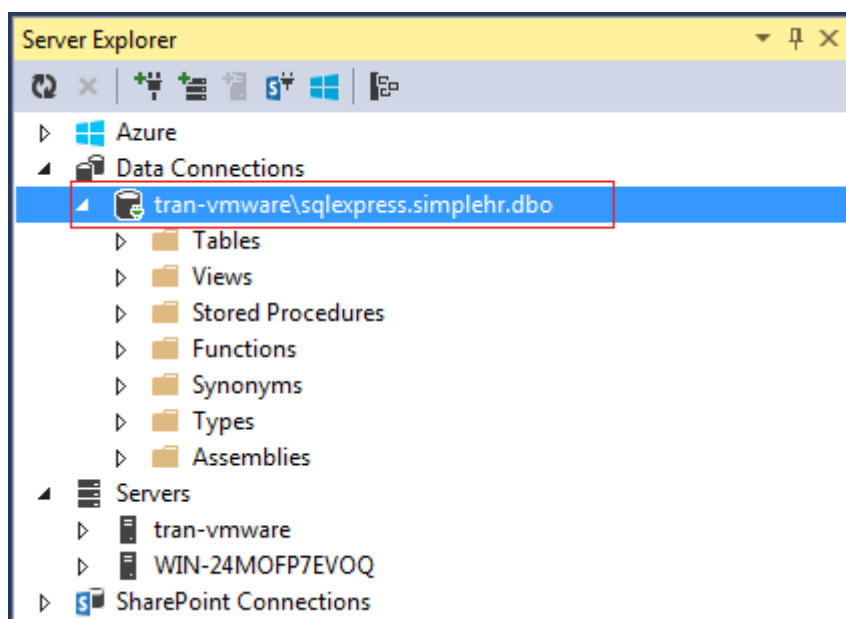 Server Explorer
Azure
Data Connections
tran-vmware\sqlexpress.simplehr.dbo
Tables
Views
Stored Procedures
Functions
Synonyms
Types
Assemblies
Servers
tran-vmware
WIN-24MOFP7EVOQ
SharePoint Connections